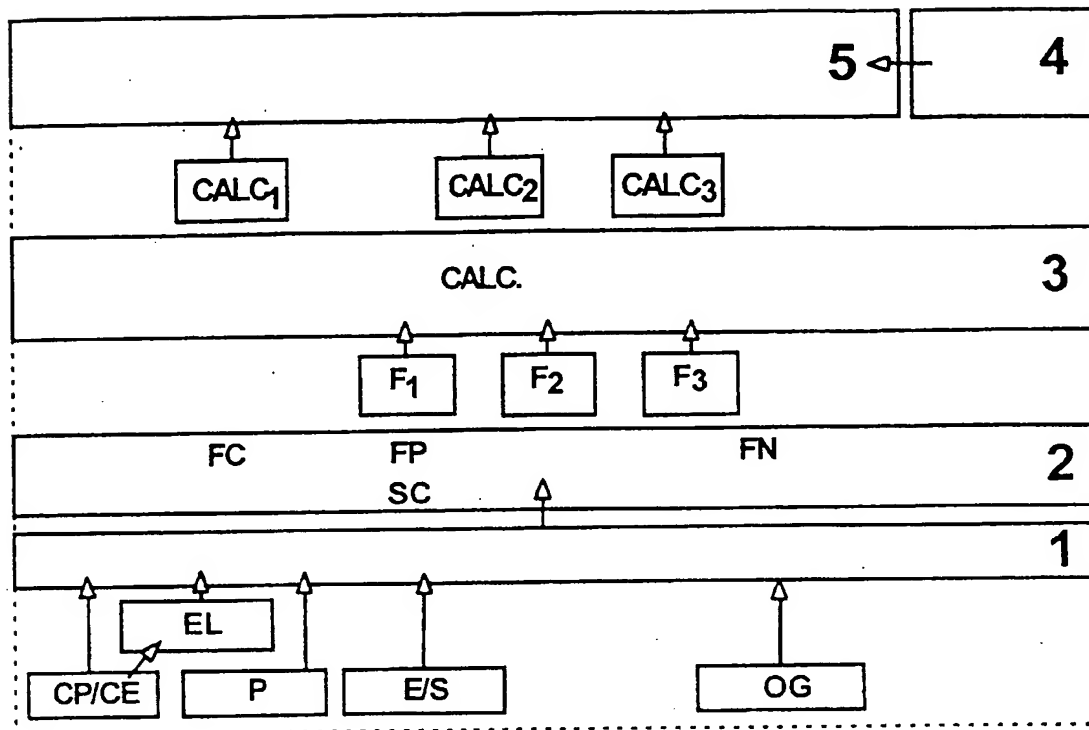 5 4
CALC1 CALC2 CALC3
CALC. 3
F1 F2 F3
FC FP FN 2
SC
1
EL
CP/CE P E/S OG